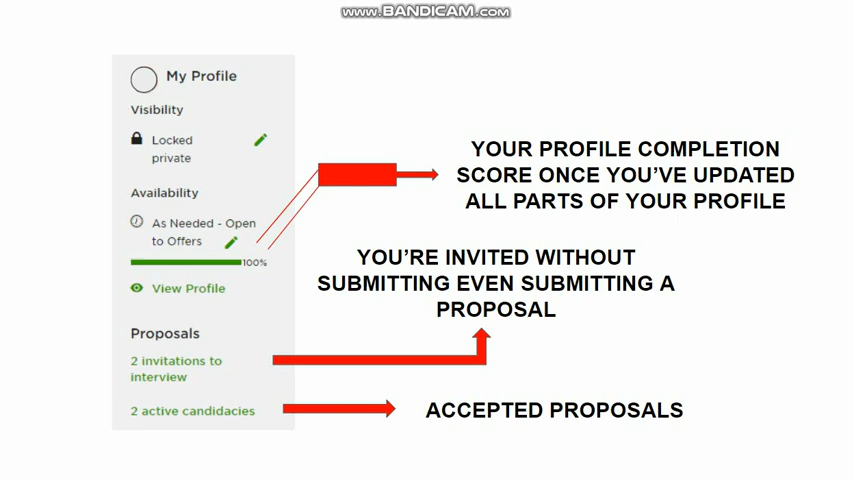 www.BANDICAM.com
My Profile
Visibility
Locked
private
Availability
As Needed - Open
to Offers
100%
View Profile
Proposals
2 invitations to
interview
2 active candidacies
YOUR PROFILE COMPLETION
SCORE ONCE YOU’VE UPDATED
ALL PARTS OF YOUR PROFILE
YOU’RE INVITED WITHOUT
SUBMITTING EVEN SUBMITTING A
PROPOSAL
ACCEPTED PROPOSALS